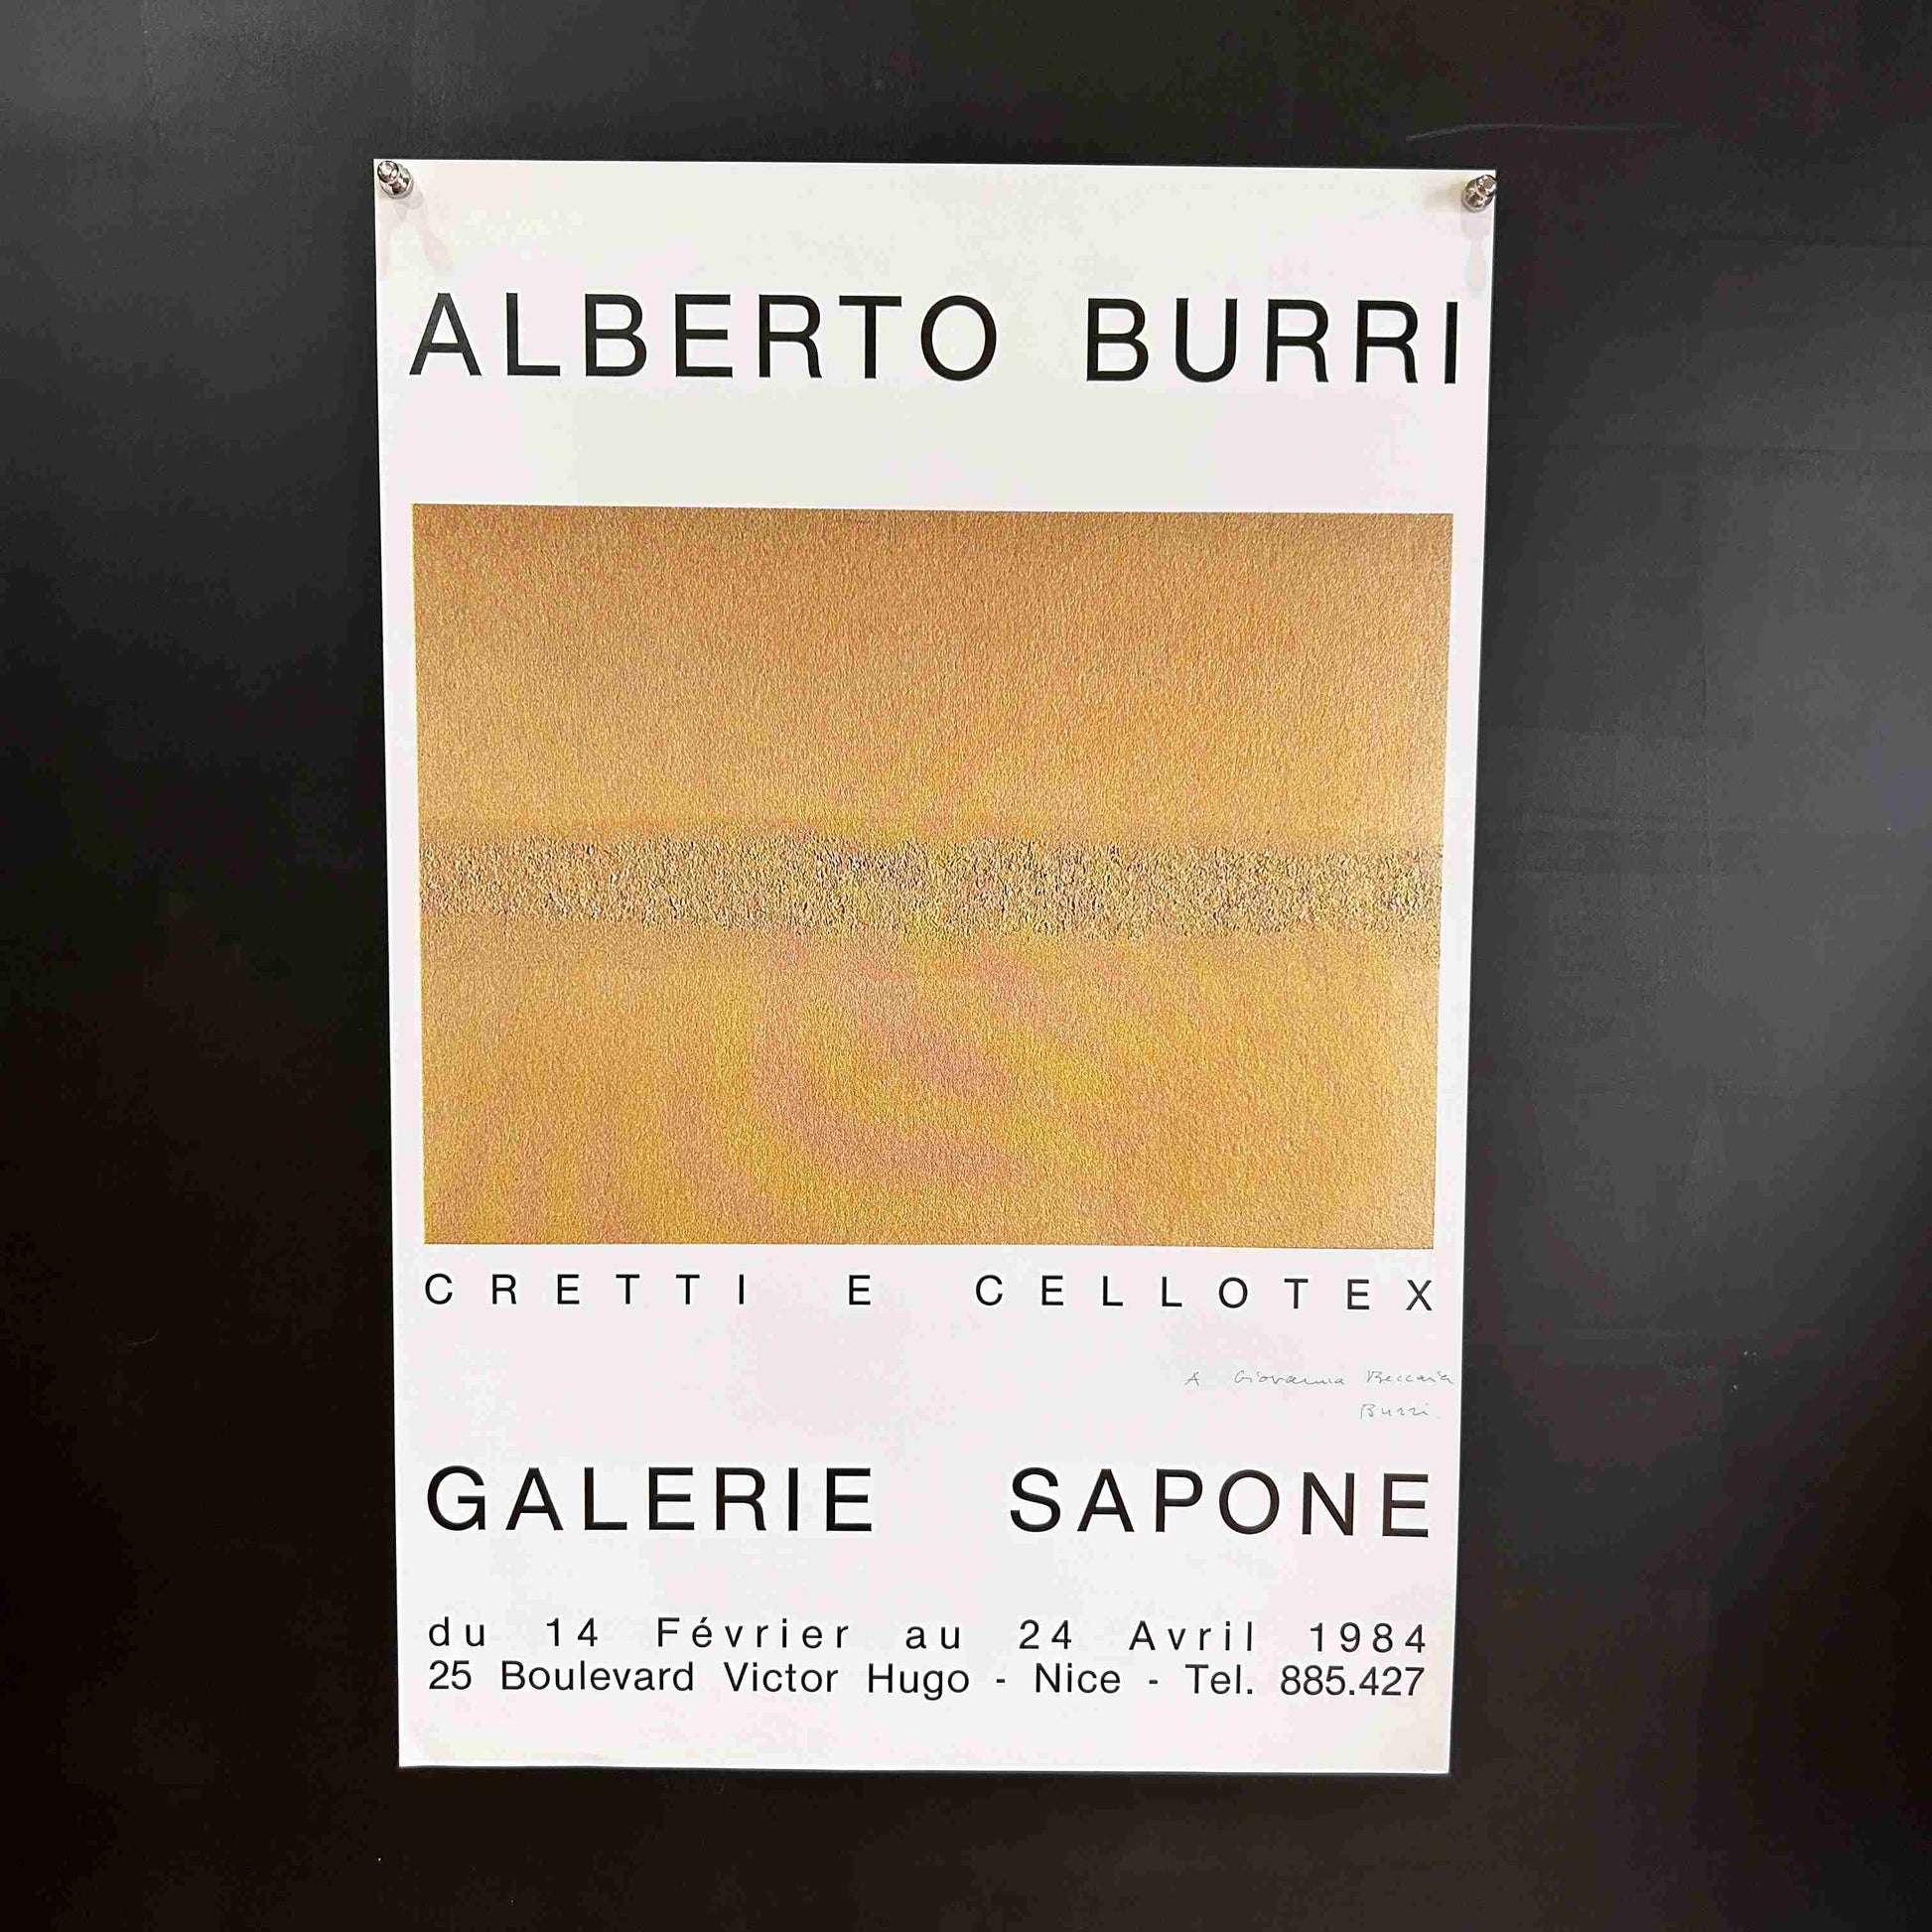 ALBERTO BURRI
CRETTI E CELLOTEX
A Giovanna Beccaria
Burri
GALERIE SAPONE
du 14 Février au 24 Avril 1984
25 Boulevard Victor Hugo - Nice - Tel. 885.427